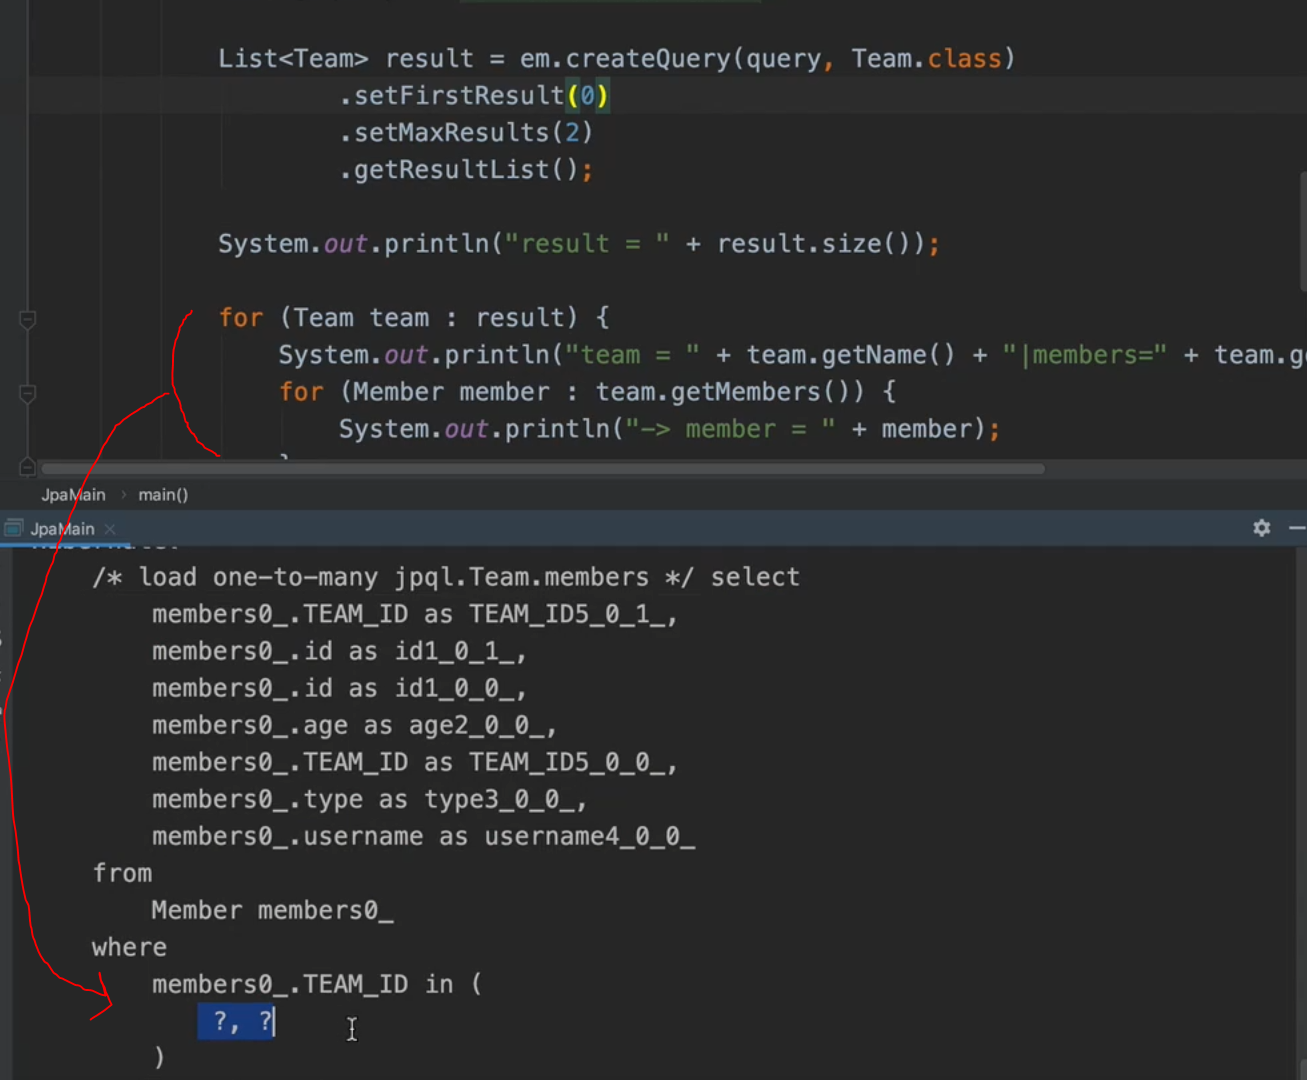 List<Team> result = em.createQuery(query, Team.class)
.setFirstResult(0)
.setMaxResults(2)
.getResultList();
System.out.println("result = " + result.size());
for (Team team : result) {
System.out.println("team = " + team.getName() + "|members=" + team.g
for (Member member : team.getMembers()) {
System.out.println("-> member = " + member);
}
JpaMain › main()
JpaMain ×
/* load one-to-many jpql.Team.members */ select
members0_.TEAM_ID as TEAM_ID5_0_1_,
members0_.id as id1_0_1_,
members0_.id as id1_0_0_,
members0_.age as age2_0_0_,
members0_.TEAM_ID as TEAM_ID5_0_0_,
members0_.type as type3_0_0_,
members0_.username as username4_0_0_
from
Member members0_
where
members0_.TEAM_ID in (
?, ?
)